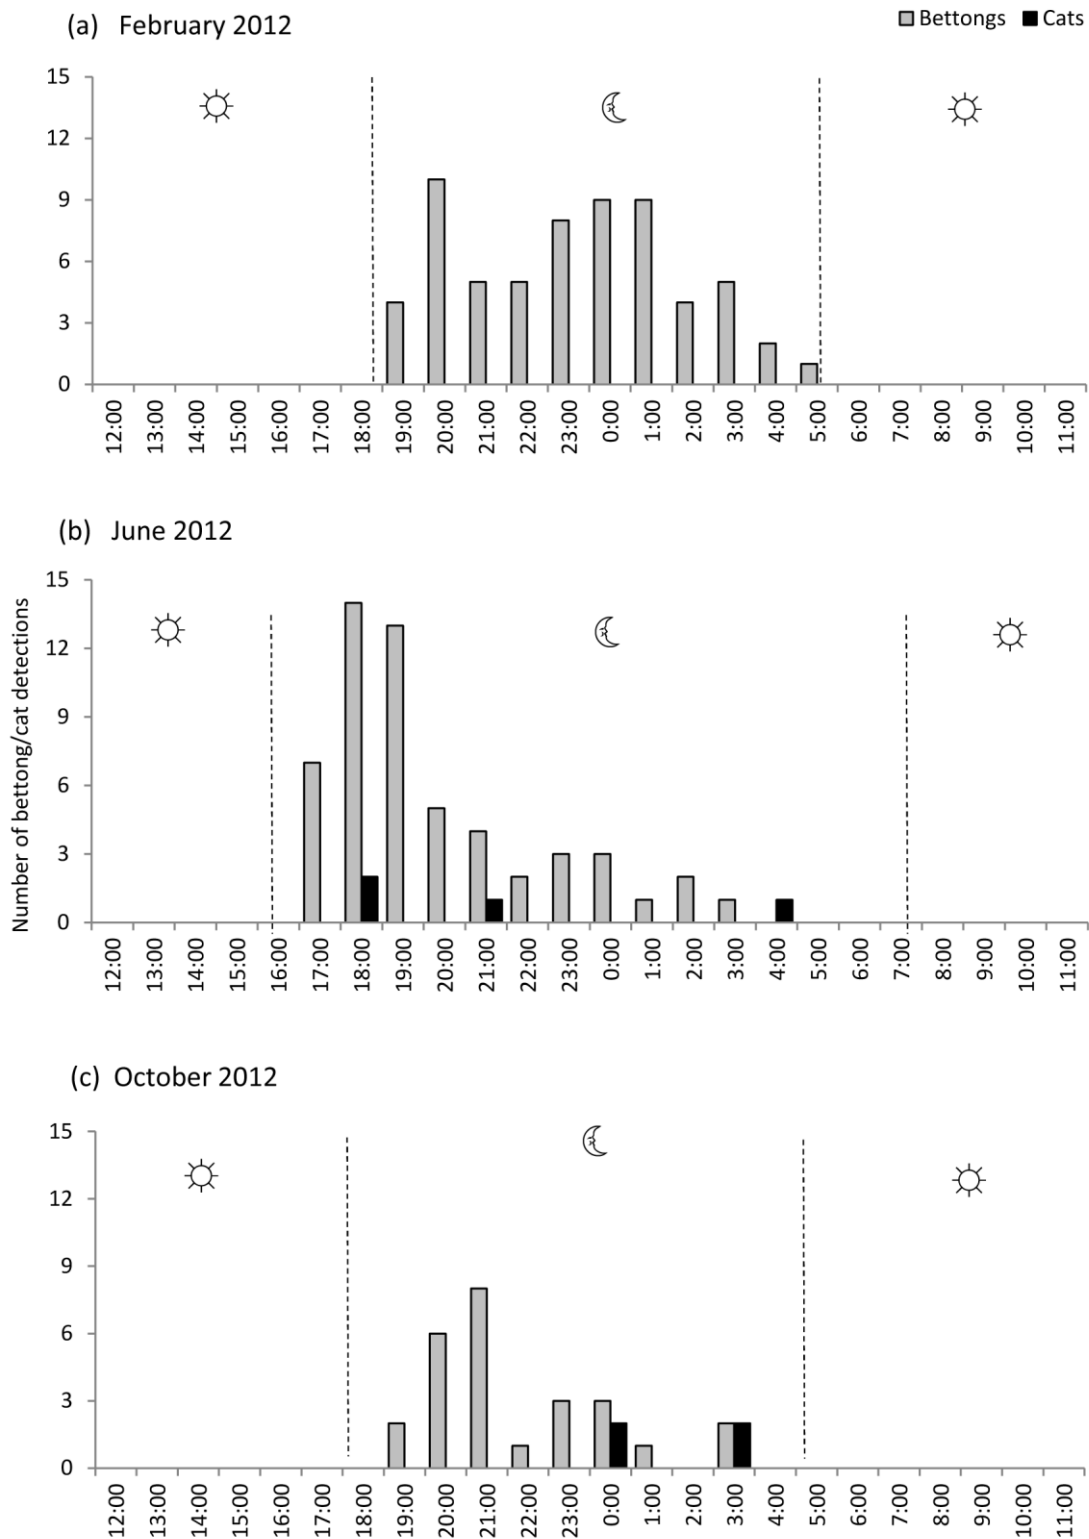 (a) February 2012
Bettongs Cats
15
12
9
6
3
0
12:00 13:00 14:00 15:00 16:00 17:00 18:00 19:00 20:00 21:00 22:00 23:00 0:00 1:00 2:00 3:00 4:00 5:00 6:00 7:00 8:00 9:00 10:00 11:00
(b) June 2012
Number of bettong/cat detections
15
12
9
6
3
0
12:00 13:00 14:00 15:00 16:00 17:00 18:00 19:00 20:00 21:00 22:00 23:00 0:00 1:00 2:00 3:00 4:00 5:00 6:00 7:00 8:00 9:00 10:00 11:00
(c) October 2012
15
12
9
6
3
0
12:00 13:00 14:00 15:00 16:00 17:00 18:00 19:00 20:00 21:00 22:00 23:00 0:00 1:00 2:00 3:00 4:00 5:00 6:00 7:00 8:00 9:00 10:00 11:00